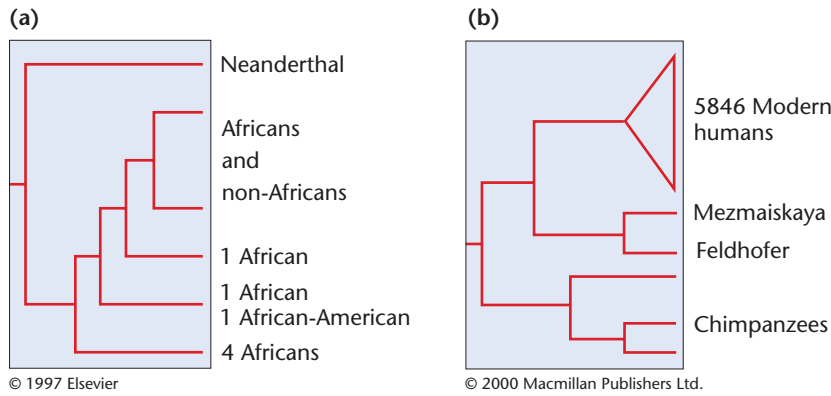 (a)
Neanderthal
Africans
and
non-Africans
1 African
1 African
1 African-American
4 Africans
© 1997 Elsevier
(b)
5846 Modern
humans
Mezmaiskaya
Feldhofer
Chimpanzees
© 2000 Macmillan Publishers Ltd.